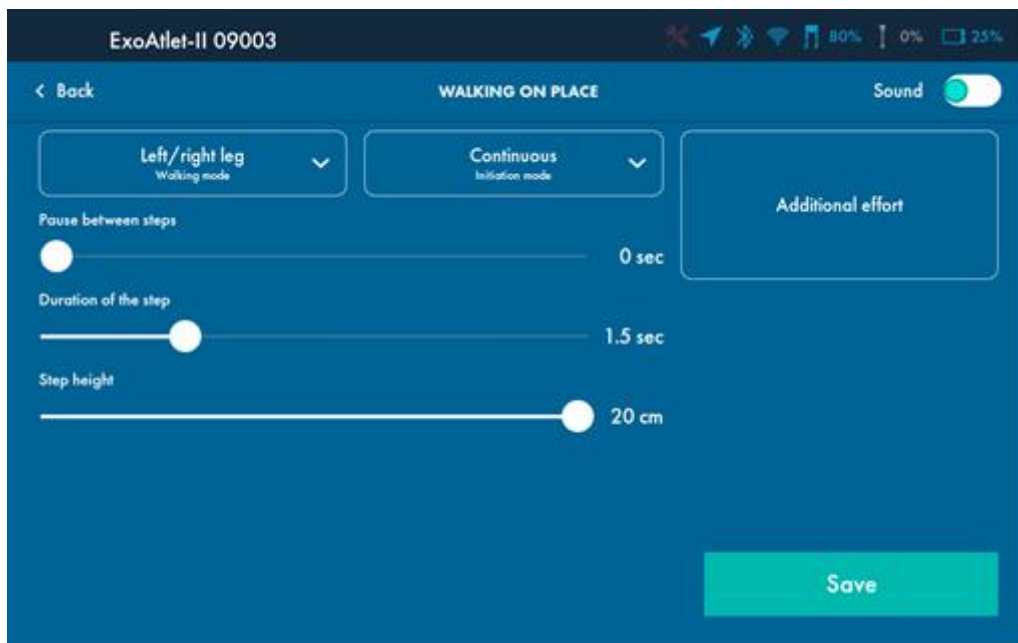 ExoAtlet-II 09003
80% 0% 25%
Back
WALKING ON PLACE
Sound
Left/right leg
Walking mode
Continuous
Initiation mode
Additional effort
Pause between steps
0 sec
Duration of the step
1.5 sec
Step height
20 cm
Save